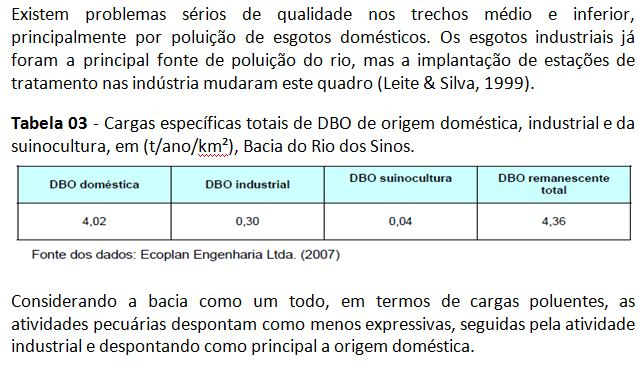 Existem problemas sérios de qualidade nos trechos médio e inferior,
principalmente por poluição de esgotos domésticos. Os esgotos industriais já
foram a principal fonte de poluição do rio, mas a implantação de estações de
tratamento nas indústria mudaram este quadro (Leite & Silva, 1999).
Tabela 03 - Cargas específicas totais de DBO de origem doméstica, industrial e da
suinocultura, em (t/ano/km²), Bacia do Rio dos Sinos.
DBO doméstica DBO industrial DBO suinocultura DBO remanescente
total
4,02 0,30 0,04 4,36
Fonte dos dados: Ecoplan Engenharia Ltda. (2007)
Considerando a bacia como um todo, em termos de cargas poluentes, as
atividades pecuárias despontam como menos expressivas, seguidas pela atividade
industrial e despontando como principal a origem doméstica.